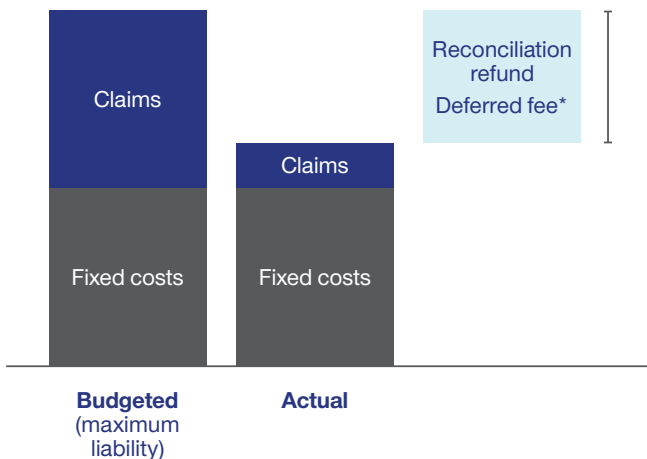 Claims
Fixed costs
Claims
Fixed costs
Reconciliation
refund
Deferred fee*
Budgeted
(maximum
liability)
Actual